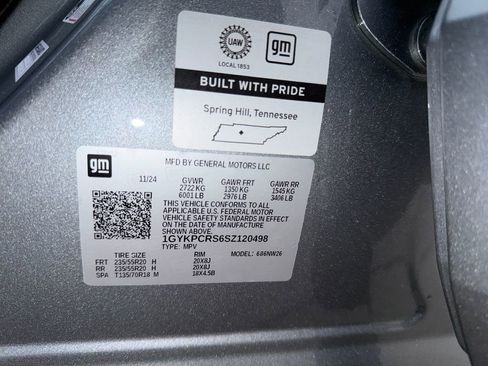 UAW
gm
LOCAL 1853
BUILT WITH PRIDE
Spring Hill, Tennessee
gm
MFD BY GENERAL MOTORS LLC
11/24 GVWR GAWR FRT GAWR RR
2722 KG 1350 KG 1545 KG
6001 LB 2976 LB 3406 LB
THIS VEHICLE CONFORMS TO ALL
APPLICABLE U.S. FEDERAL MOTOR
VEHICLE SAFETY STANDARDS IN EFFECT
ON THE DATE OF MANUFACTURE
SHOWN ABOVE.
1GYKPCRS6SZ120498
TYPE: MPV
TIRE SIZE RIM MODEL: 686NW26
FRT 235/55R20 H 20X8J
RR 235/55R20 H 20X8J
SPA T135/70R18 M 18X4.5B